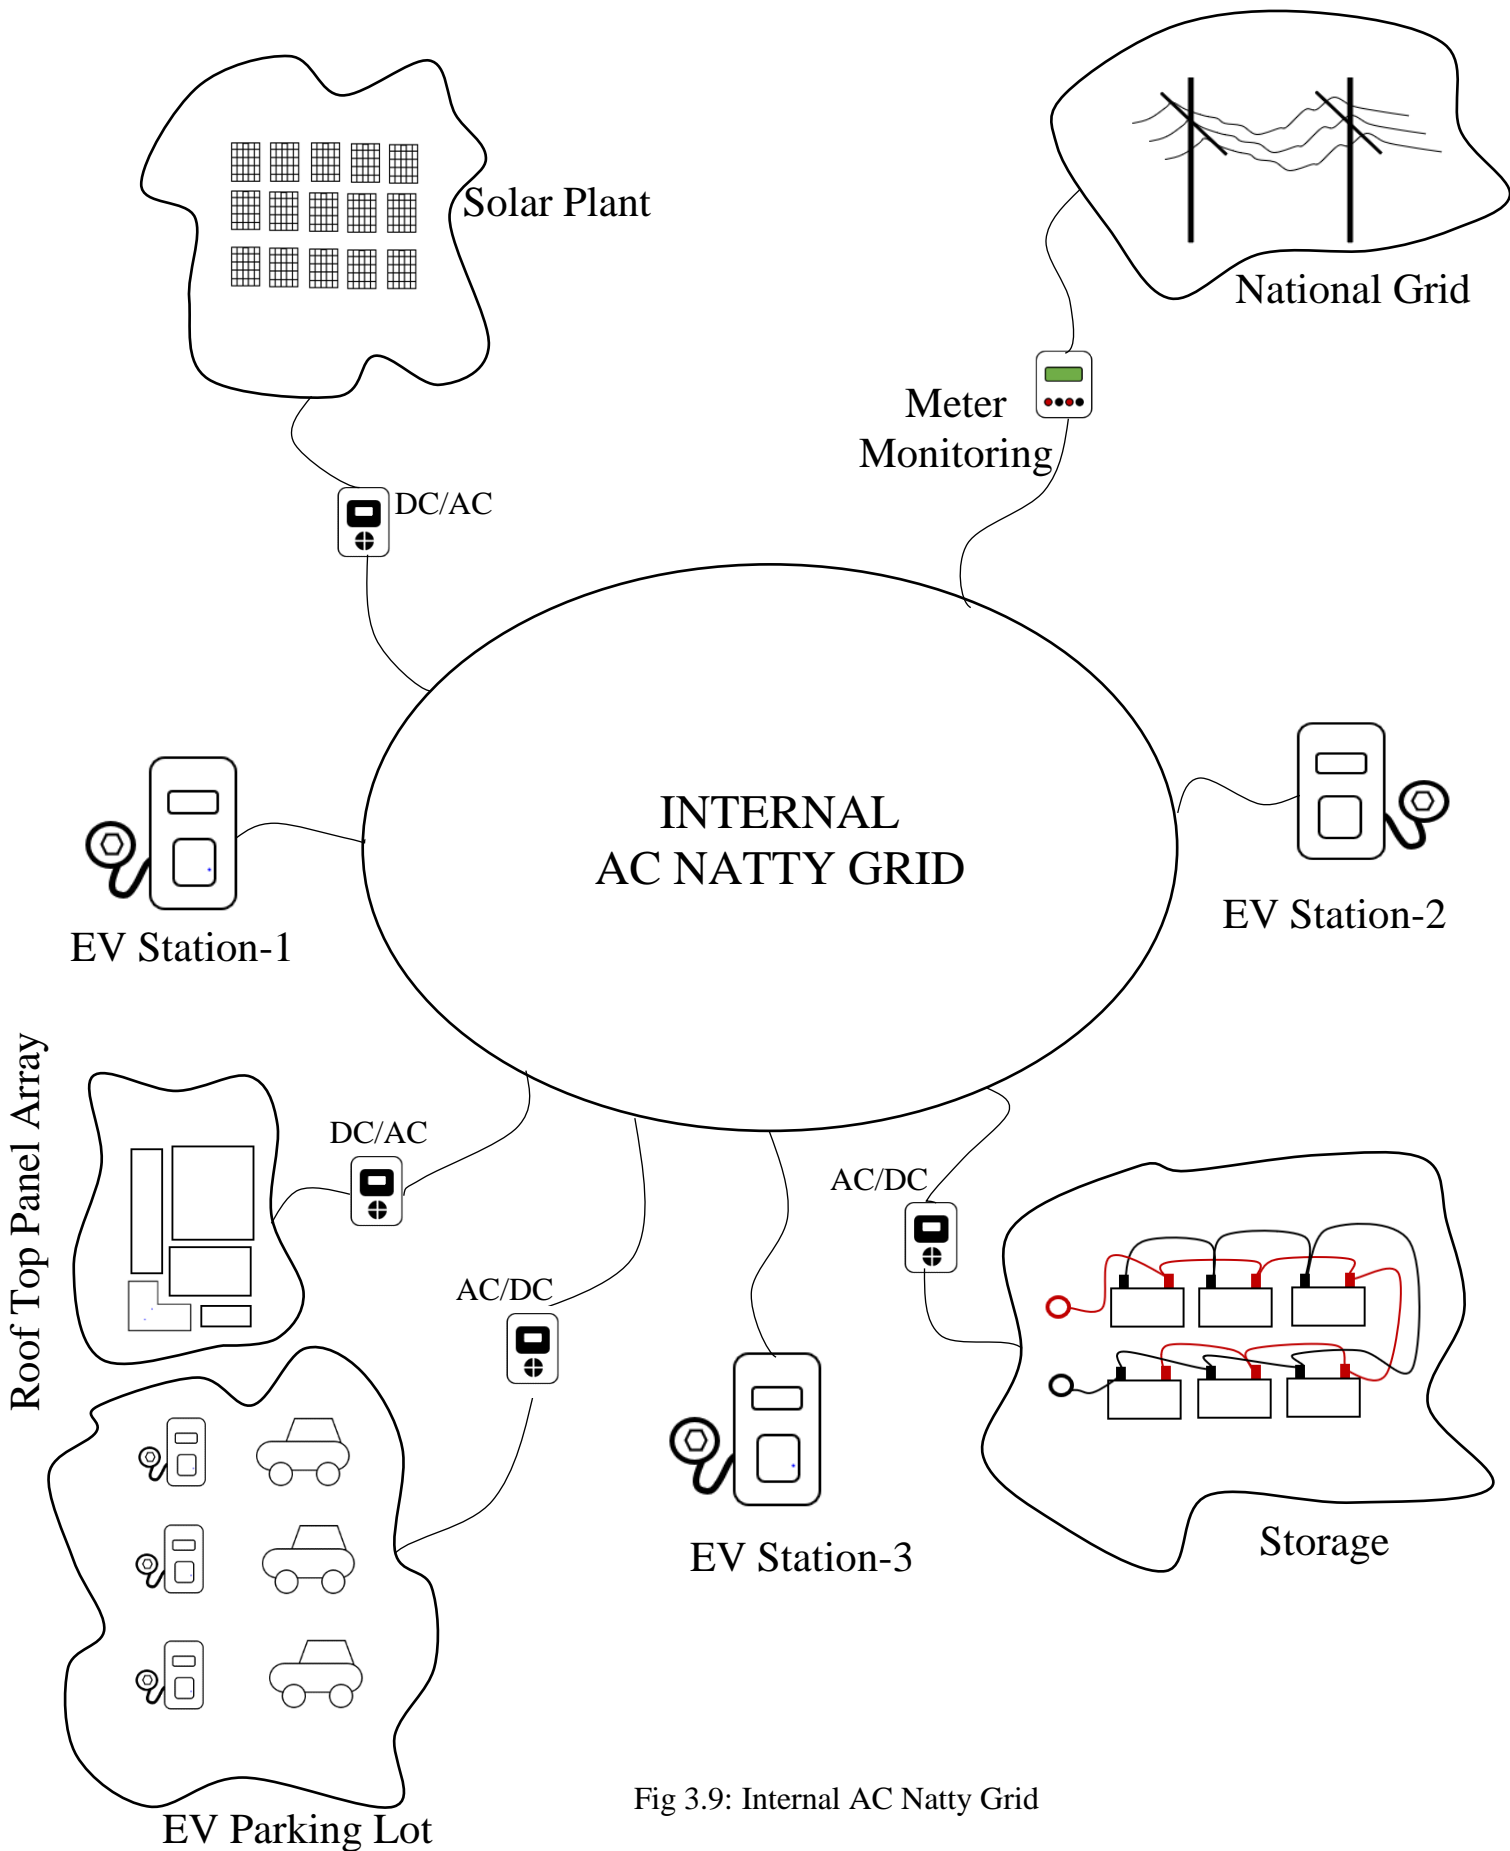 Solar Plant
National Grid
Meter
Monitoring
DC/AC
INTERNAL
AC NATTY GRID
EV Station-1
EV Station-2
Roof Top Panel Array
DC/AC
AC/DC
AC/DC
EV Station-3
Storage
EV Parking Lot
Fig 3.9: Internal AC Natty Grid